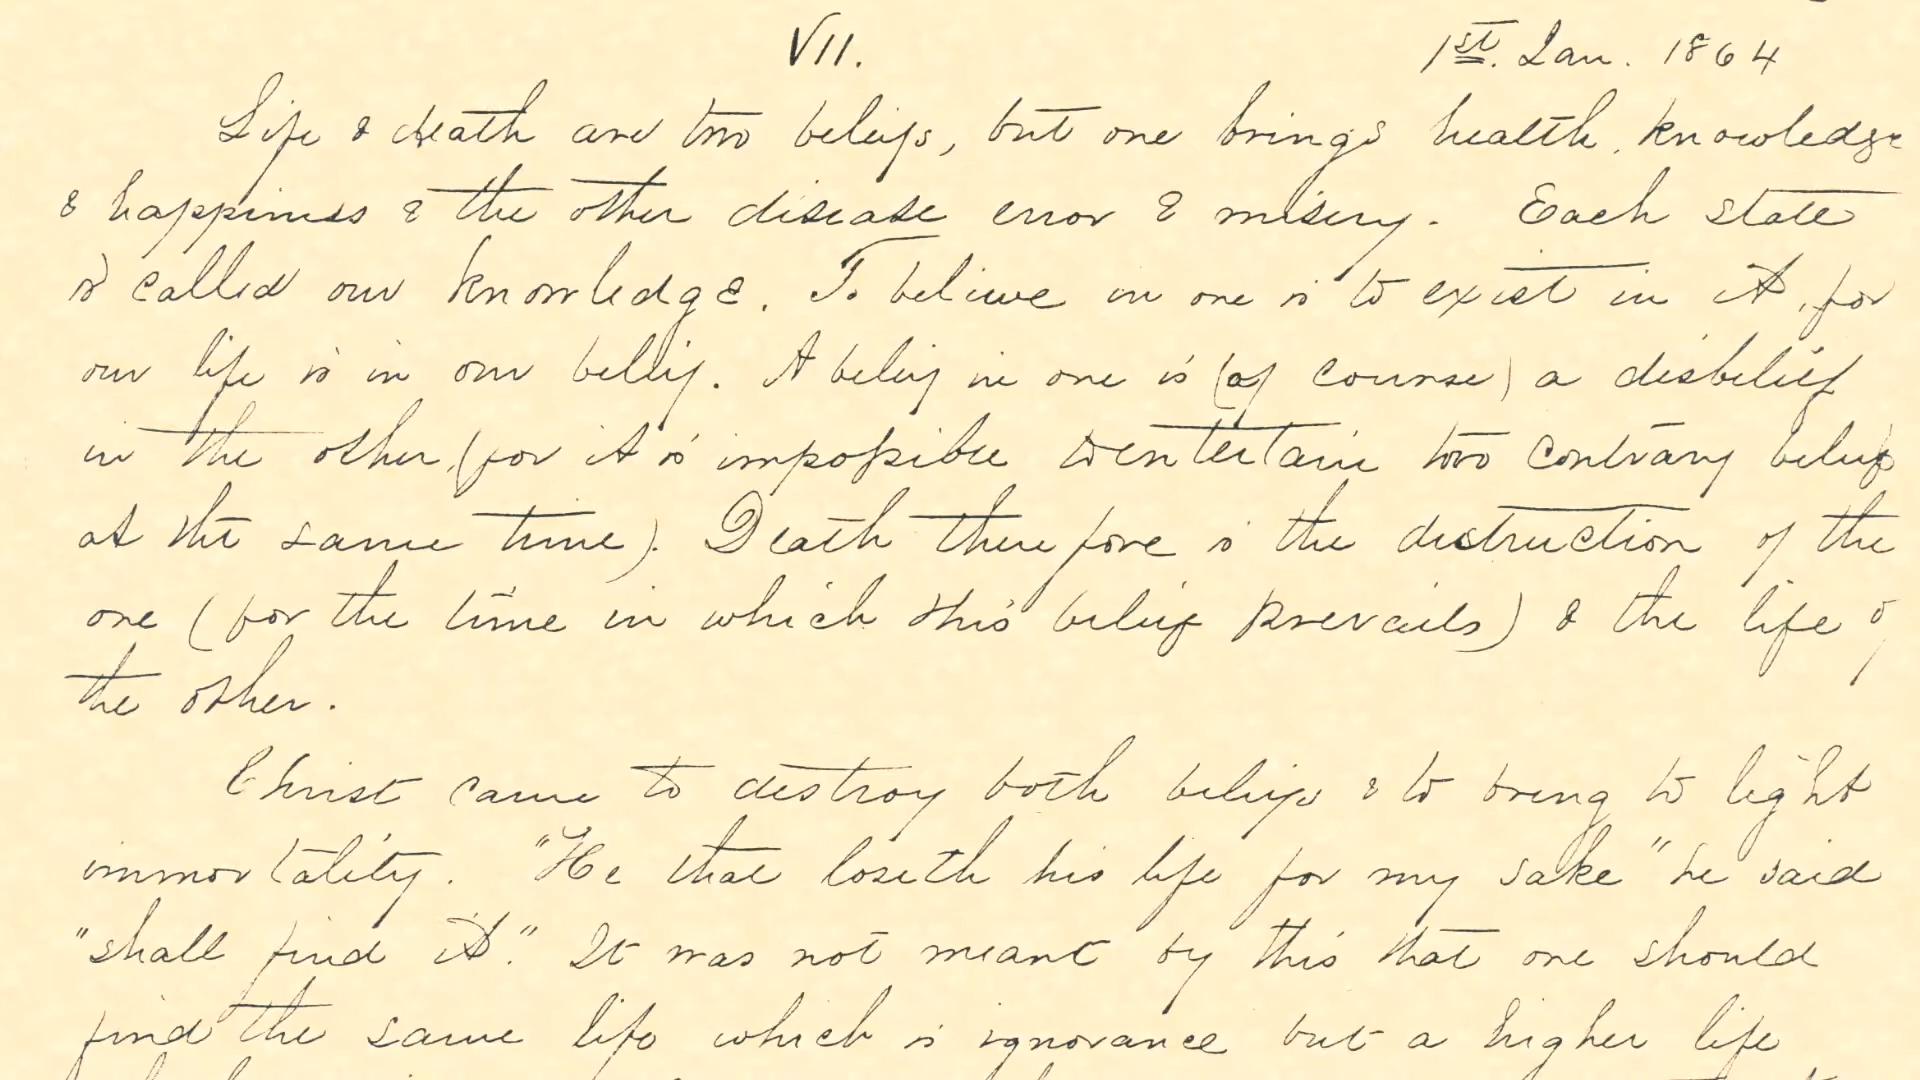 VII.
1st. Jan. 1864
Life & death are two beliefs, but one brings health, knowledge
& happiness & the other disease error & misery. Each state
is called our knowledge. To believe in one is to exist in it, for
our life is in our belief. A belief in one is (of course) a disbelief
in the other, (for it is impossible to entertain two contrary beliefs
at the same time). Death therefore is the destruction of the
one (for the time in which this belief prevails) & the life of
the other.
Christ came to destroy both beliefs & to bring to light
immortality. "He that loseth his life for my sake" he said
"shall find it." It was not meant by this that one should
find the same life which is ignorance but a higher life